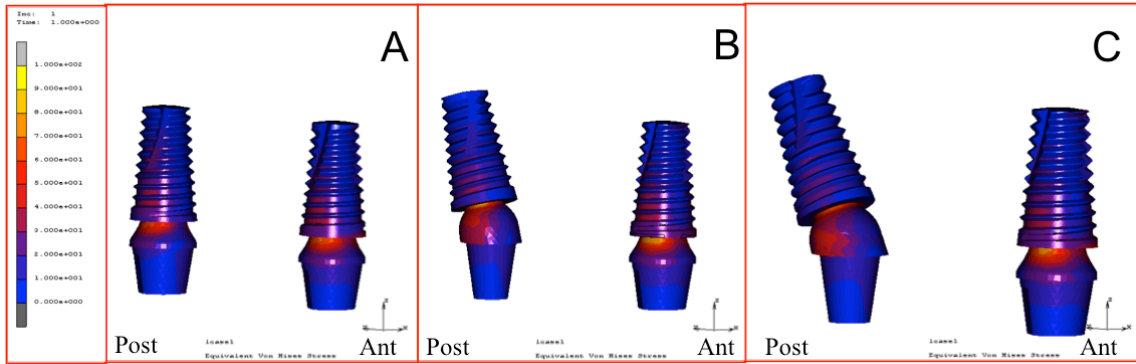 Inc: 1
Time: 1.000e+000
1.000e+002
9.000e+001
8.000e+001
7.000e+001
6.000e+001
5.000e+001
4.000e+001
3.000e+001
2.000e+001
1.000e+001
0.000e+000
A
Post
Ant
lcase1
Equivalent Von Mises Stress
B
Post
Ant
lcase1
Equivalent Von Mises Stress
C
Post
Ant
lcase1
Equivalent Von Mises Stress